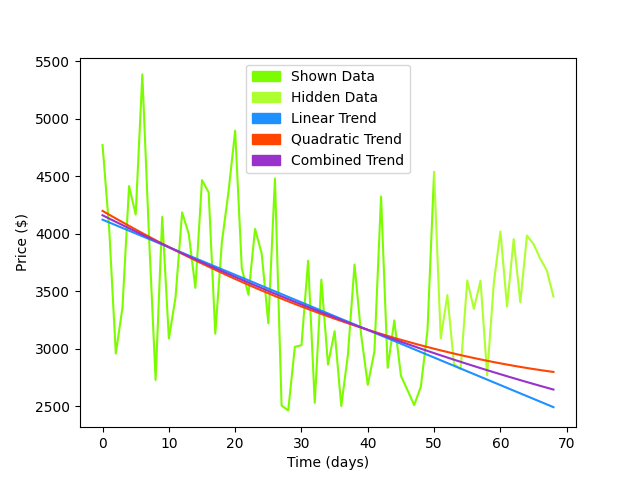 5500
5000
4500
4000
3500
3000
2500
Price ($)
Shown Data
Hidden Data
Linear Trend
Quadratic Trend
Combined Trend
0 10 20 30 40 50 60 70
Time (days)